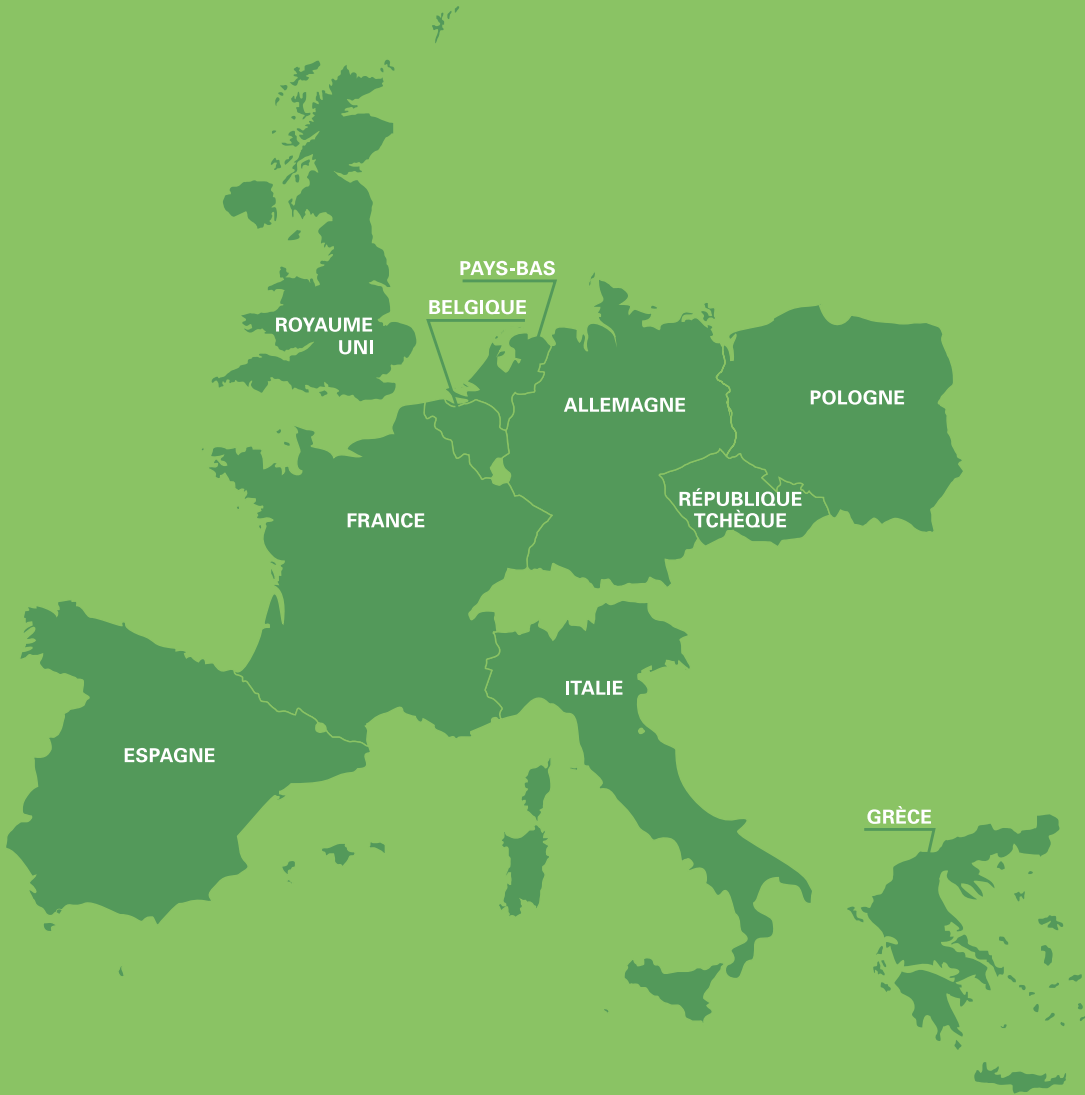 PAYS-BAS
BELGIQUE
ROYAUME
UNI
ALLEMAGNE
POLOGNE
RÉPUBLIQUE
TCHÈQUE
FRANCE
ITALIE
ESPAGNE
GRÈCE